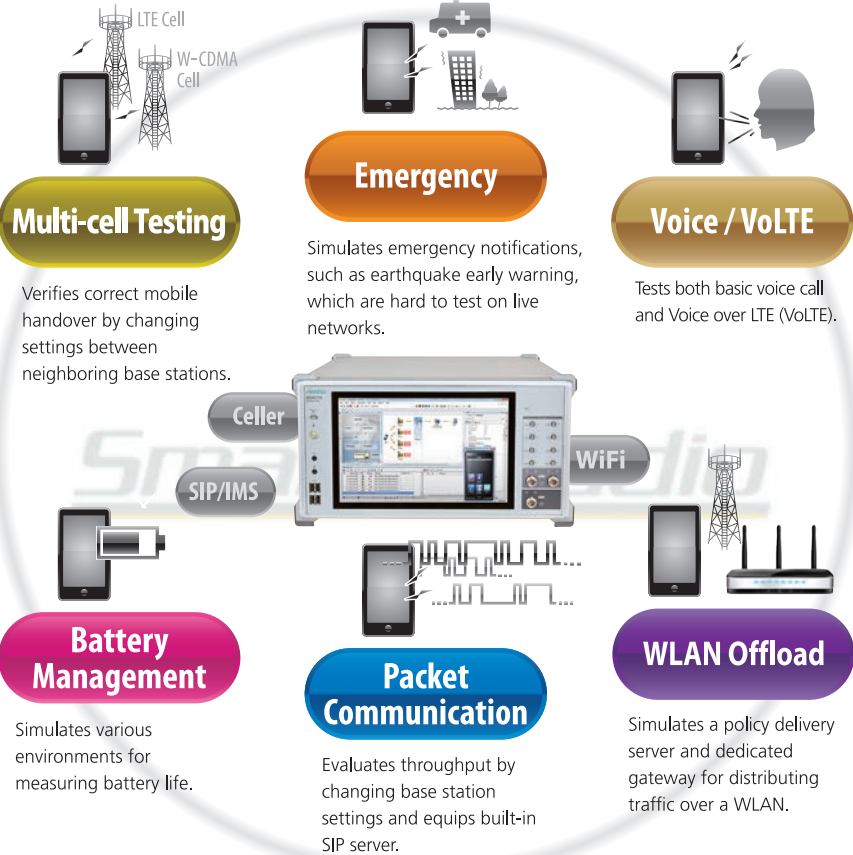 LTE Cell
W-CDMA
Cell
Multi-cell Testing
Verifies correct mobile
handover by changing
settings between
neighboring base stations.
Emergency
Simulates emergency notifications,
such as earthquake early warning,
which are hard to test on live
networks.
Voice / VoLTE
Tests both basic voice call
and Voice over LTE (VoLTE).
Celler
SIP/IMS
WiFi
Battery
Management
Simulates various
environments for
measuring battery life.
Packet
Communication
Evaluates throughput by
changing base station
settings and equips built-in
SIP server.
WLAN Offload
Simulates a policy delivery
server and dedicated
gateway for distributing
traffic over a WLAN.